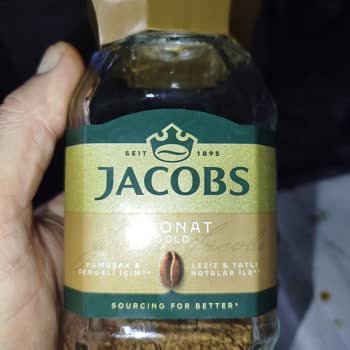 SEIT 1895
JACOBS
ONAT
GOLD
YUMUŞAK & LEZİZ & TATLI
DENGELİ İÇİM** NOTALAR İLE**
SOURCING FOR BETTER*